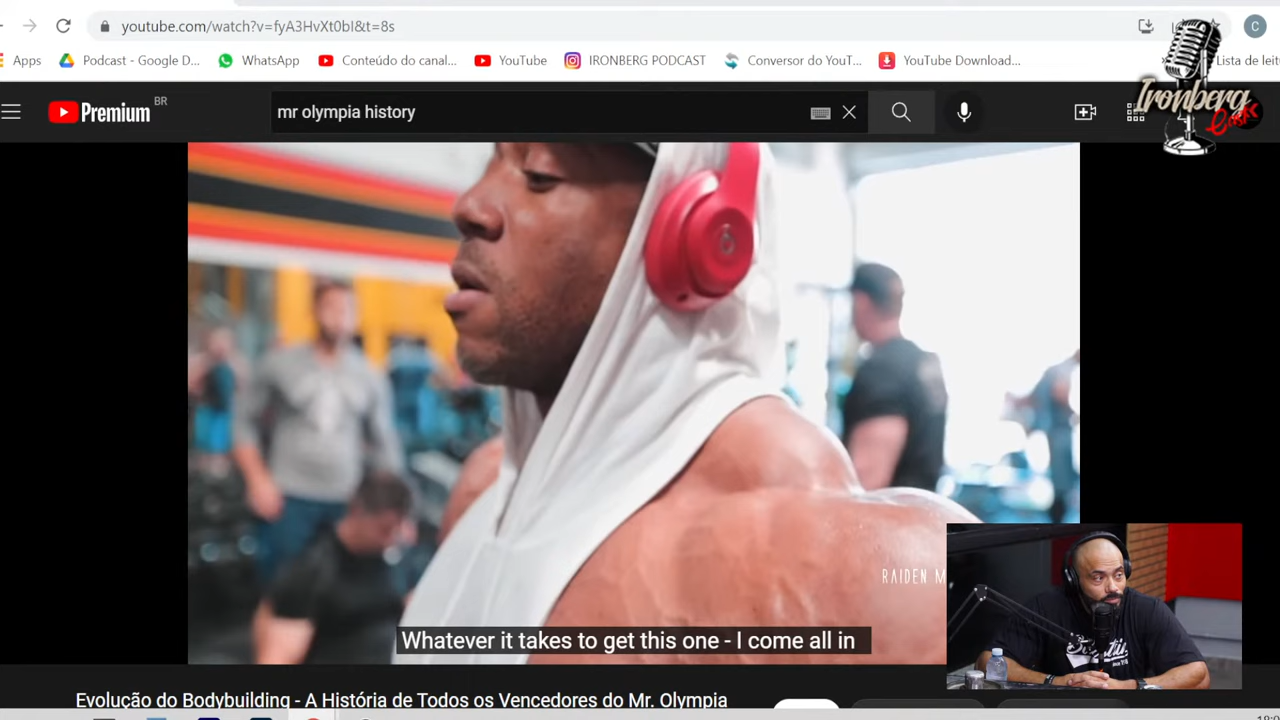 youtube.com/watch?v=fyA3HvXt0bI&t=8s
C
Apps Podcast - Google D... WhatsApp Conteúdo do canal... YouTube IRONBERG PODCAST Conversor do YouT... YouTube Download... » Lista de leit
Premium BR
mr olympia history
Ironberg
Cast
RAIDEN M
Whatever it takes to get this one - I come all in
Evolução do Bodybuilding - A História de Todos os Vencedores do Mr. Olympia